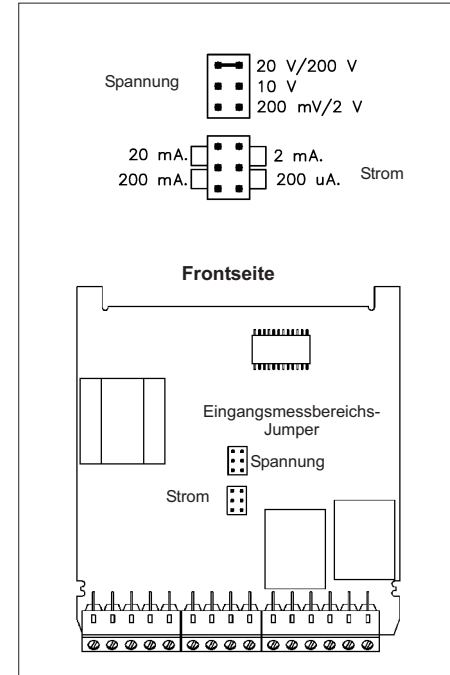 Spannung
20 V/200 V
10 V
200 mV/2 V
20 mA.
2 mA.
200 mA.
200 uA.
Strom
Frontseite
Eingangsmessbereichs-
Jumper
Spannung
Strom